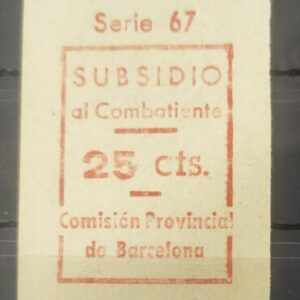 Serie 67
SUBSIDIO
al Combatiente
25 cts.
Comisión Provincial
de Barcelona